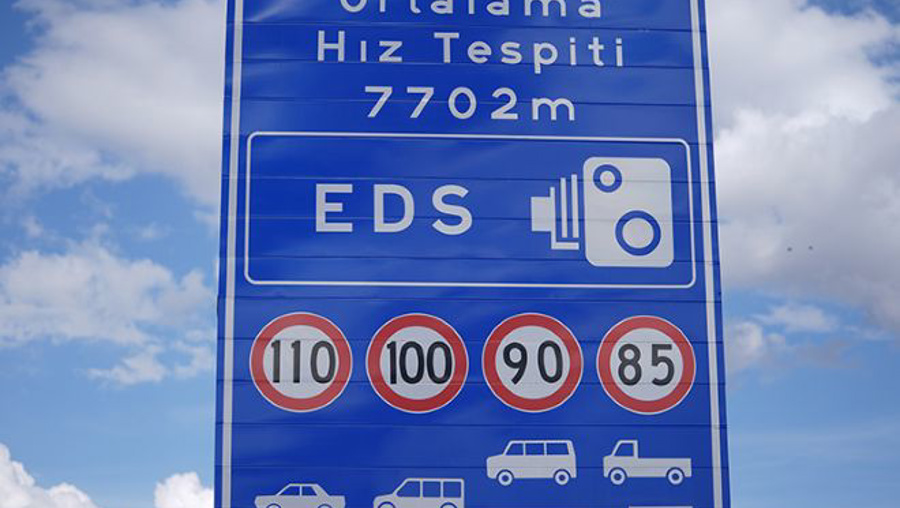 Ortalama
Hız Tespiti
7702m
EDS
110 100 90 85